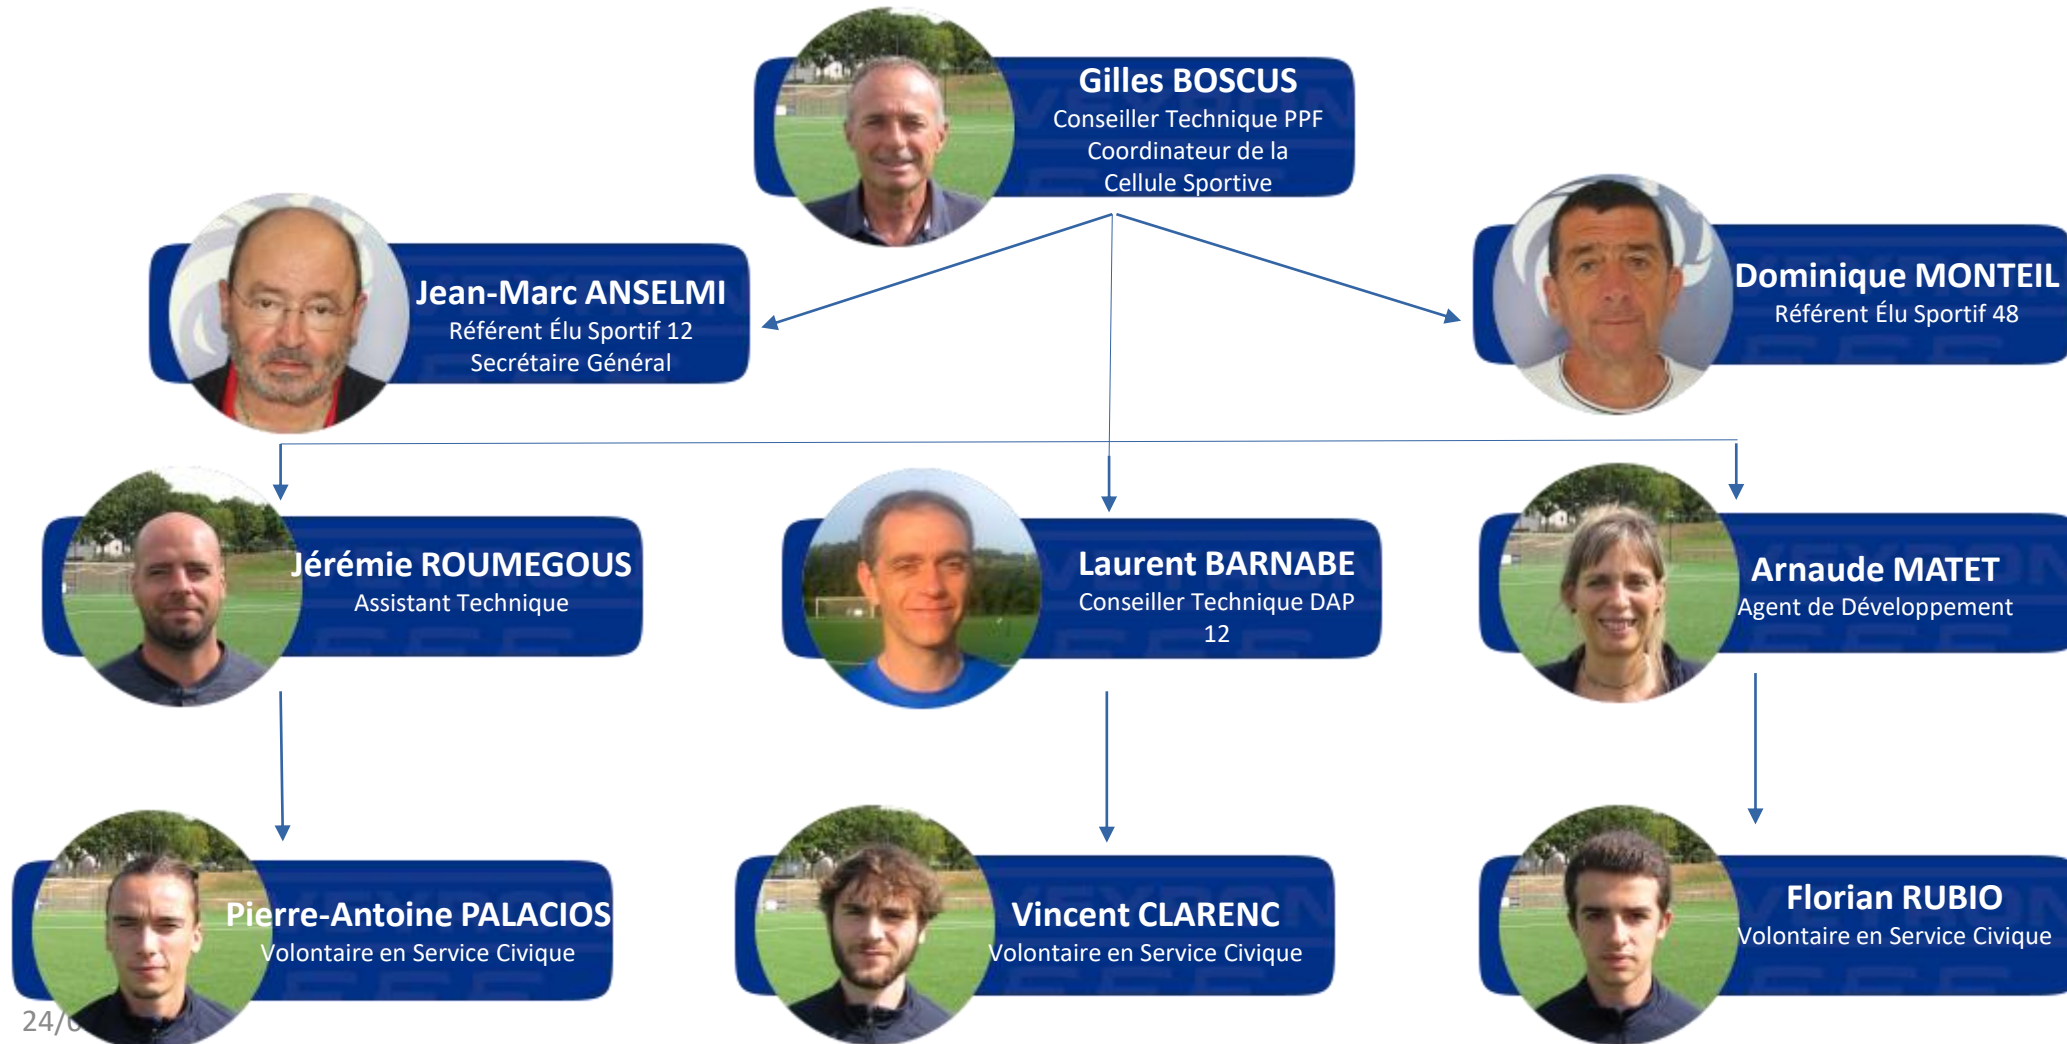 Gilles BOSCUS
Conseiller Technique PPF
Coordinateur de la
Cellule Sportive
Jean-Marc ANSELMI
Référent Élu Sportif 12
Secrétaire Général
Dominique MONTEIL
Référent Élu Sportif 48
Jérémie ROUMEGOUS
Assistant Technique
Laurent BARNABE
Conseiller Technique DAP
12
Arnaude MATET
Agent de Développement
Pierre-Antoine PALACIOS
Volontaire en Service Civique
Vincent CLARENC
Volontaire en Service Civique
Florian RUBIO
Volontaire en Service Civique
24/